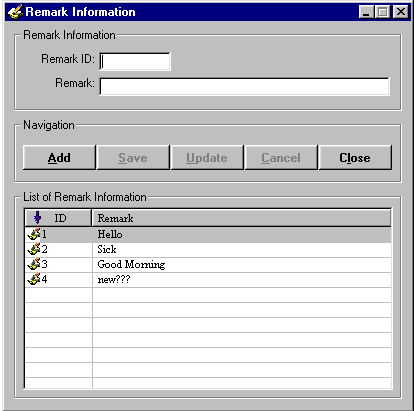 Remark Information
Remark Information
Remark ID:
Remark:
Navigation
Add Save Update Cancel Close
List of Remark Information
ID Remark
1 Hello
2 Sick
3 Good Morning
4 new???